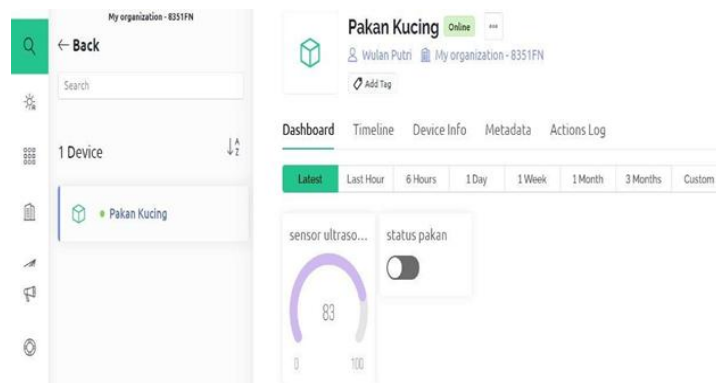 My organization - 8351FN
← Back
Search
1 Device
Pakan Kucing
Pakan Kucing Online
Wulan Putri My organization - 8351FN
Add Tag
Dashboard Timeline Device Info Metadata Actions Log
Latest Last Hour 6 Hours 1 Day 1 Week 1 Month 3 Months Custom
sensor ultraso... status pakan
83
0 100